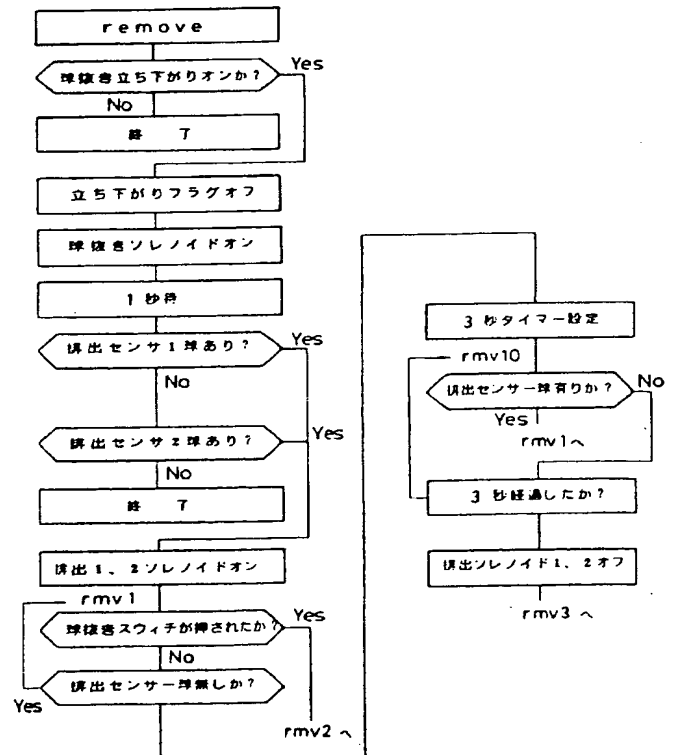 remove
球抜き立ち下がりオンか?
Yes
No
終 了
立ち下がりフラグオフ
球抜きソレノイドオン
1秒待
排出センサ1球あり?
Yes
No
排出センサ2球あり?
Yes
No
終 了
排出1、2ソレノイドオン
rmv1
球抜きスウィチが押されたか?
Yes
No
排出センサー球無しか?
Yes
rmv2へ
3秒タイマー設定
rmv10
排出センサー球有りか?
No
Yes
rmv1へ
3秒経過したか?
排出ソレノイド1、2オフ
rmv3へ